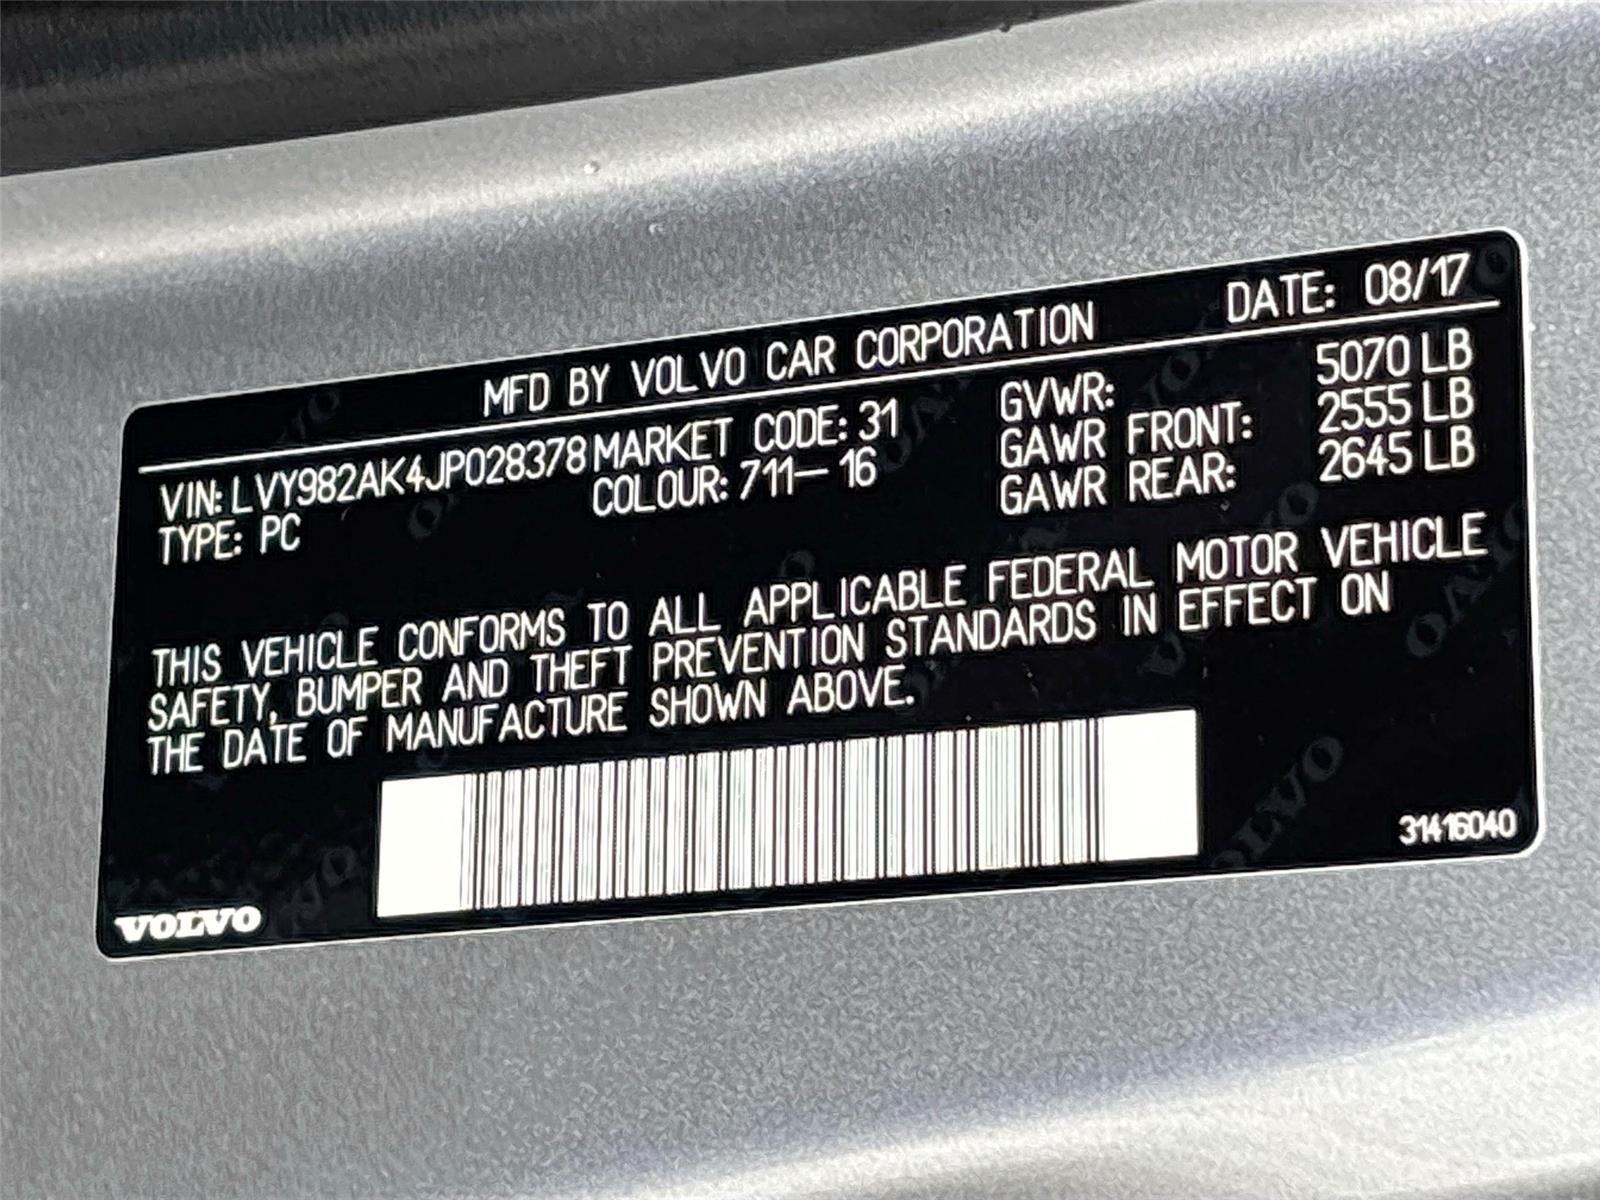 MFD BY VOLVO CAR CORPORATION DATE: 08/17
VIN: LVY982AK4JP028378 MARKET CODE: 31 GVWR: 5070 LB
TYPE: PC COLOUR: 711-16 GAWR FRONT: 2555 LB
GAWR REAR: 2645 LB
THIS VEHICLE CONFORMS TO ALL APPLICABLE FEDERAL MOTOR VEHICLE
SAFETY, BUMPER AND THEFT PREVENTION STANDARDS IN EFFECT ON
THE DATE OF MANUFACTURE SHOWN ABOVE.
31416040
VOLVO